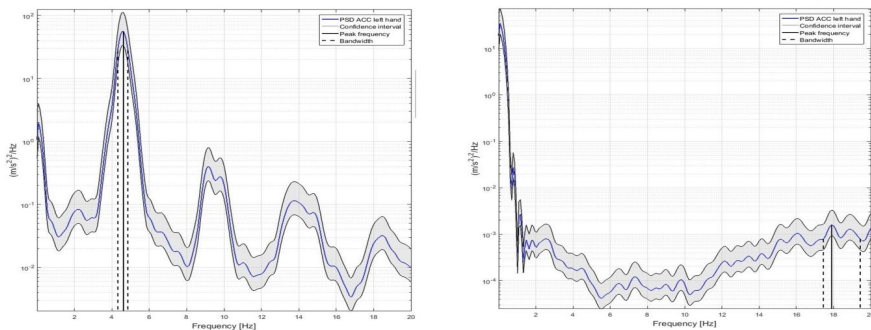 PSD ACC left hand
Confidence interval
Peak frequency
Bandwidth
10²
10¹
10⁰
10⁻¹
10⁻²
(m/s²)²/Hz
2 4 6 8 10 12 14 16 18 20
Frequency [Hz]
PSD ACC left hand
Confidence interval
Peak frequency
Bandwidth
10¹
10⁰
10⁻¹
10⁻²
10⁻³
10⁻⁴
(m/s²)²/Hz
2 4 6 8 10 12 14 16 18 20
Frequency [Hz]